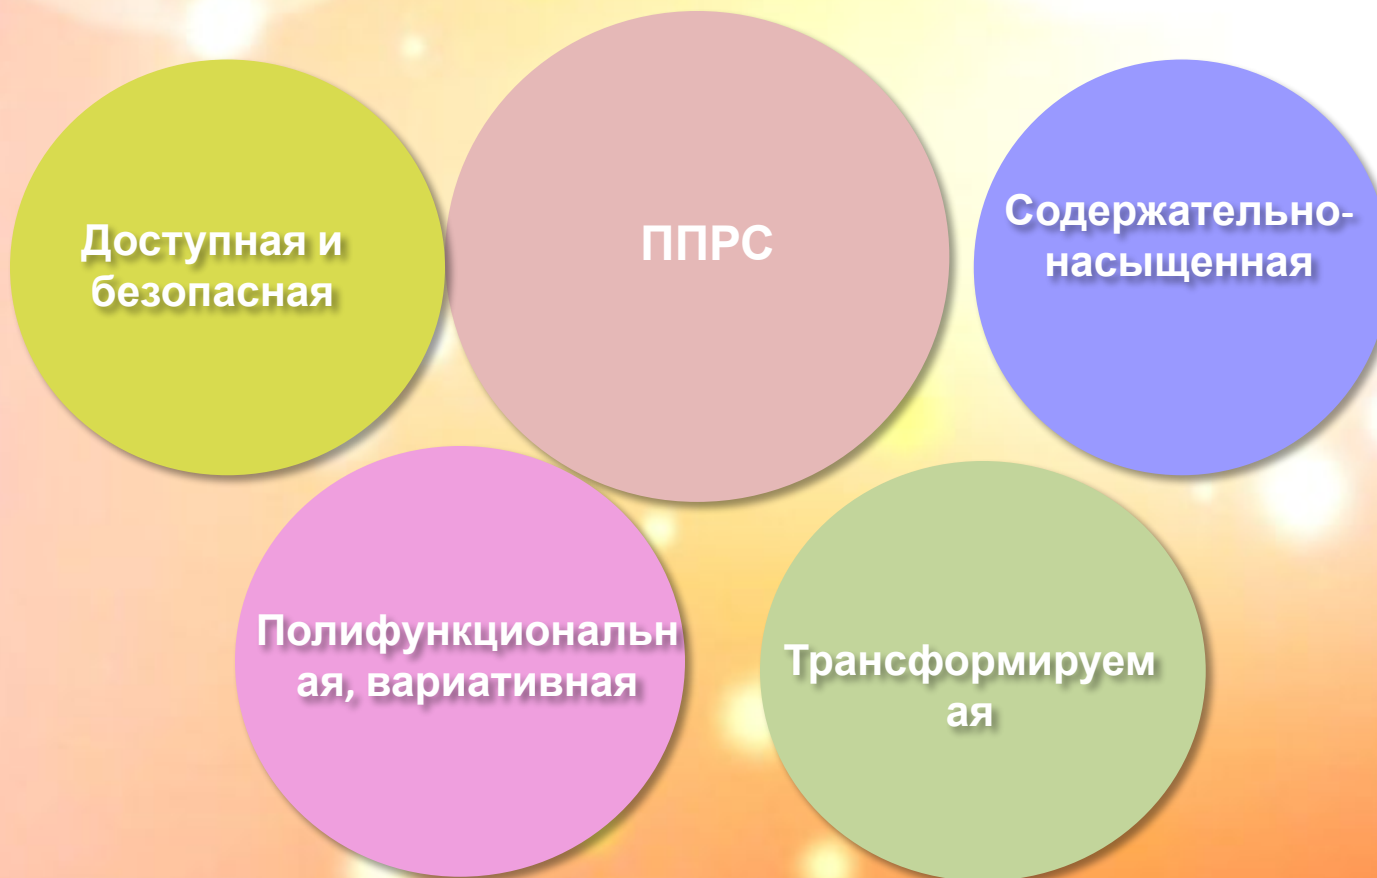 Доступная и
безопасная
ППРС
Содержательно-
насыщенная
Полифункциональн
ая, вариативная
Трансформируем
ая